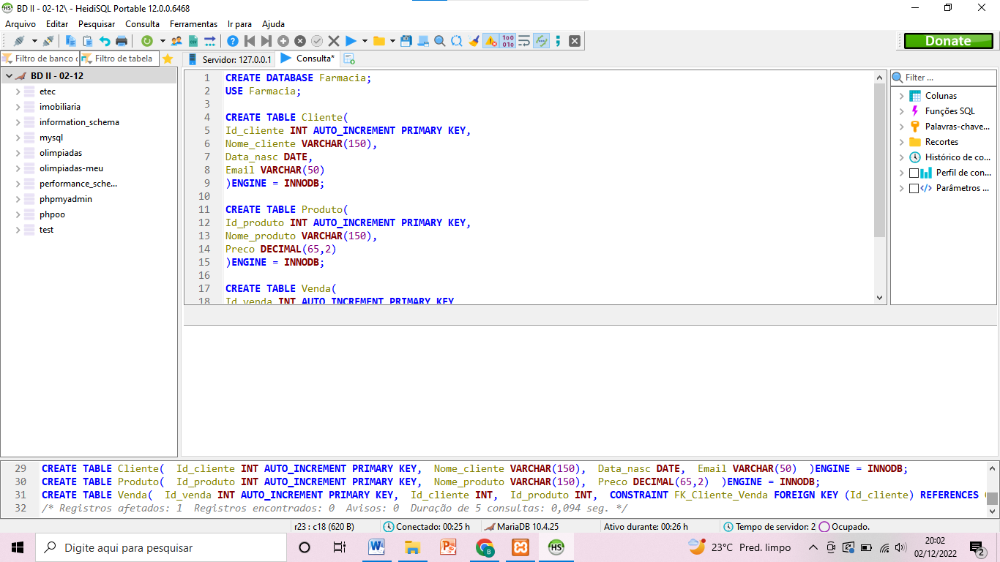 BD II - 02-12\ - HeidiSQL Portable 12.0.0.6468
Arquivo Editar Pesquisar Consulta Ferramentas Ir para Ajuda
Donate
Filtro de banco Filtro de tabela
Servidor: 127.0.0.1 Consulta*
BD II - 02-12
etec
imobiliaria
information_schema
mysql
olimpiadas
olimpiadas-meu
performance_sche...
phpmyadmin
phpoo
test
1 CREATE DATABASE Farmacia;
2 USE Farmacia;
3
4 CREATE TABLE Cliente(
5 Id_cliente INT AUTO_INCREMENT PRIMARY KEY,
6 Nome_cliente VARCHAR(150),
7 Data_nasc DATE,
8 Email VARCHAR(50)
9 )ENGINE = INNODB;
10
11 CREATE TABLE Produto(
12 Id_produto INT AUTO_INCREMENT PRIMARY KEY,
13 Nome_produto VARCHAR(150),
14 Preco DECIMAL(65,2)
15 )ENGINE = INNODB;
16
17 CREATE TABLE Venda(
18 Id_venda INT AUTO_INCREMENT PRIMARY KEY
Filter ...
Colunas
Funções SQL
Palavras-chave...
Recortes
Histórico de co...
Perfil de con...
Parâmetros ...
29 CREATE TABLE Cliente( Id_cliente INT AUTO_INCREMENT PRIMARY KEY, Nome_cliente VARCHAR(150), Data_nasc DATE, Email VARCHAR(50) )ENGINE = INNODB;
30 CREATE TABLE Produto( Id_produto INT AUTO_INCREMENT PRIMARY KEY, Nome_produto VARCHAR(150), Preco DECIMAL(65,2) )ENGINE = INNODB;
31 CREATE TABLE Venda( Id_venda INT AUTO_INCREMENT PRIMARY KEY, Id_cliente INT, Id_produto INT, CONSTRAINT FK_Cliente_Venda FOREIGN KEY (Id_cliente) REFERENCES
32 /* Registros afetados: 1 Registros encontrados: 0 Avisos: 0 Duração de 5 consultas: 0,094 seg. */
r23 : c18 (620 B) Conectado: 00:25 h MariaDB 10.4.25 Ativo durante: 00:26 h Tempo de servidor: 2 Ocupado.
Digite aqui para pesquisar
23°C Pred. limpo
20:02
02/12/2022
2